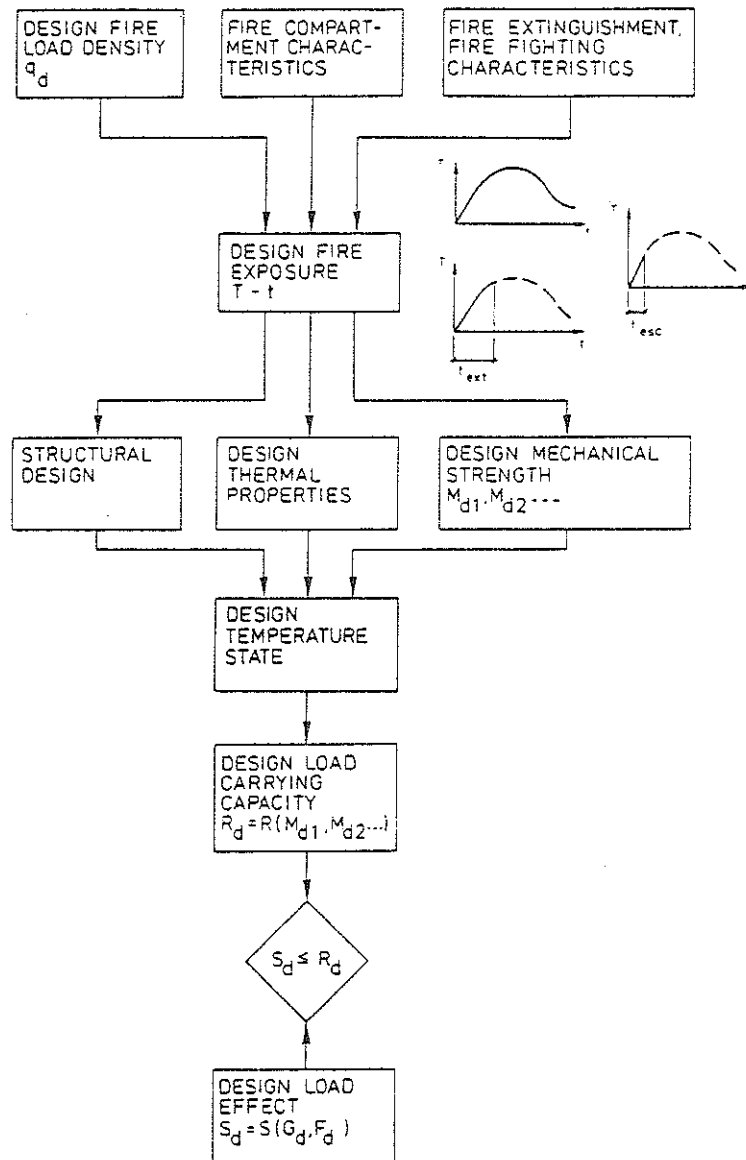 DESIGN FIRE
LOAD DENSITY
q_d
FIRE COMPART-
MENT CHARAC-
TERISTICS
FIRE EXTINGUISHMENT,
FIRE FIGHTING
CHARACTERISTICS
DESIGN FIRE
EXPOSURE
T - t
T
t
T
t
t_ext
T
t_esc
STRUCTURAL
DESIGN
DESIGN
THERMAL
PROPERTIES
DESIGN MECHANICAL
STRENGTH
M_d1, M_d2 ----
DESIGN
TEMPERATURE
STATE
DESIGN LOAD
CARRYING
CAPACITY
R_d = R(M_d1, M_d2 ...)
S_d ≤ R_d
DESIGN LOAD
EFFECT
S_d = S(G_d, F_d)